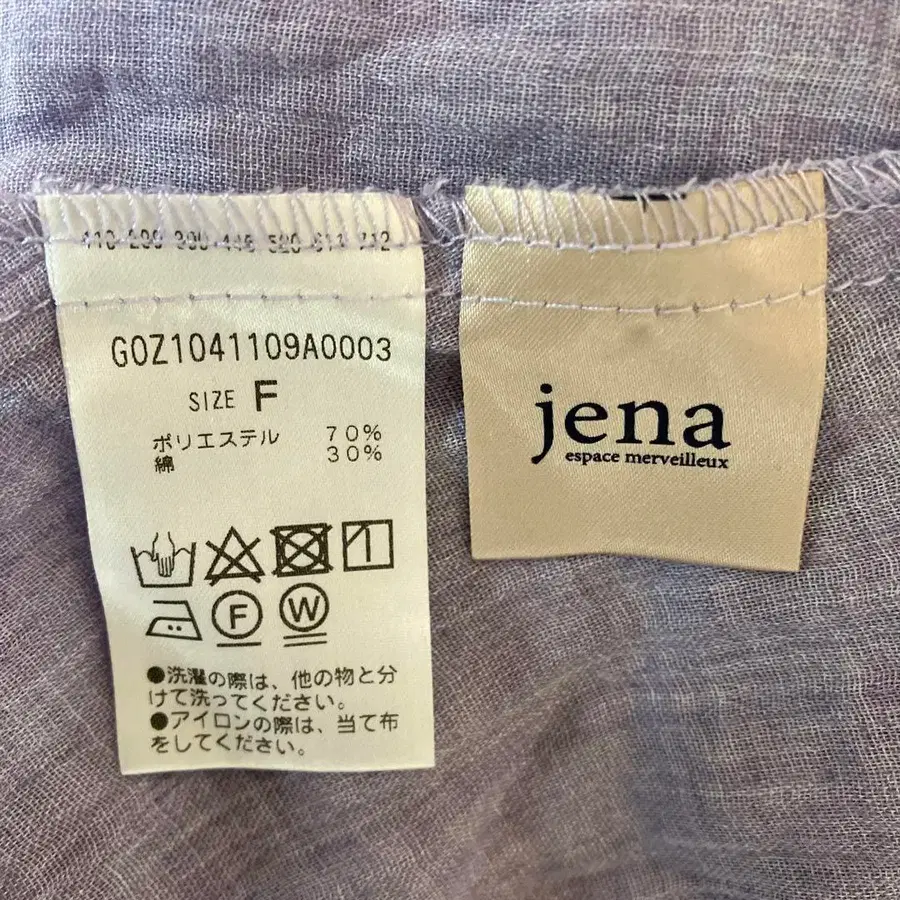 G0Z1041109A0003
SIZE F
ポリエステル 70%
綿 30%
F W
●洗濯の際は、他の物と分
けて洗ってください。
●アイロンの際は、当て布
をしてください。
jena
espace merveilleux